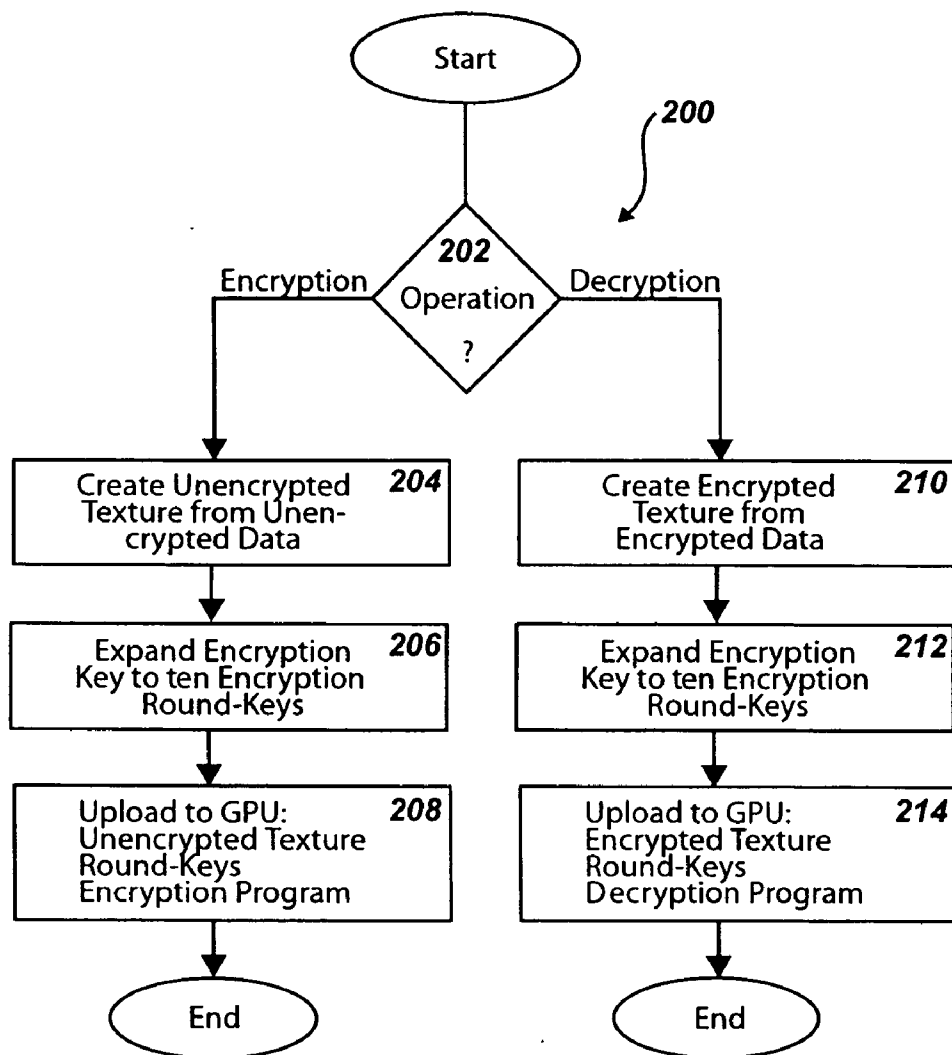 Start
200
202
Operation
?
Encryption
Decryption
Create Unencrypted
Texture from Unen-
crypted Data
204
Expand Encryption
Key to ten Encryption
Round-Keys
206
Upload to GPU:
Unencrypted Texture
Round-Keys
Encryption Program
208
End
Create Encrypted
Texture from
Encrypted Data
210
Expand Encryption
Key to ten Encryption
Round-Keys
212
Upload to GPU:
Encrypted Texture
Round-Keys
Decryption Program
214
End